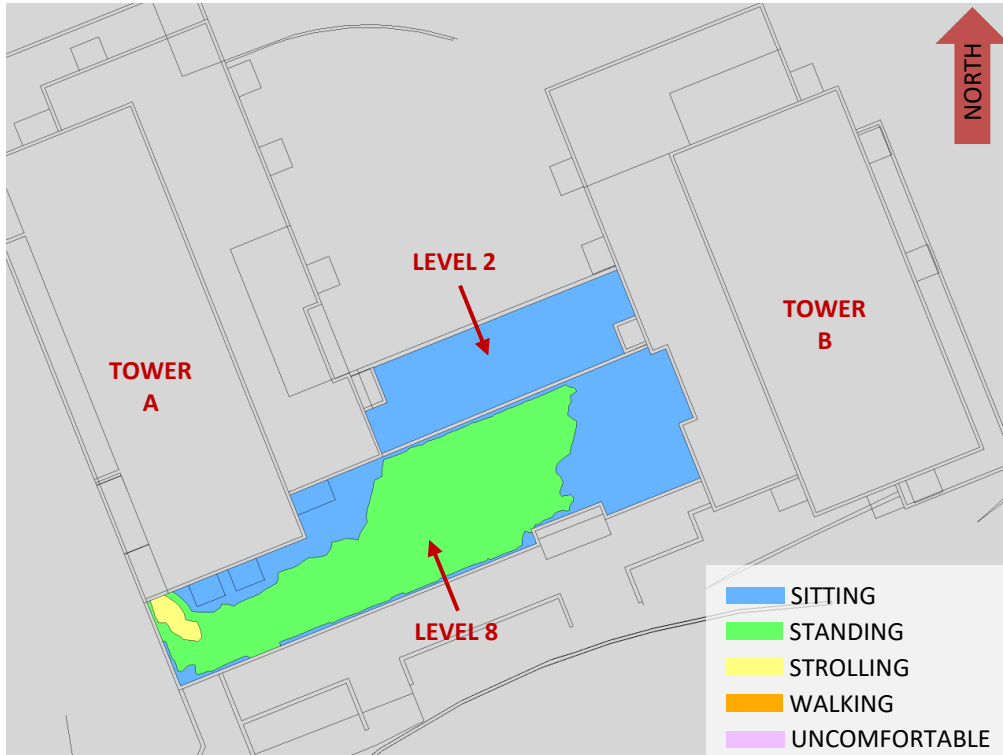 NORTH
LEVEL 2
TOWER
A
TOWER
B
LEVEL 8
SITTING
STANDING
STROLLING
WALKING
UNCOMFORTABLE